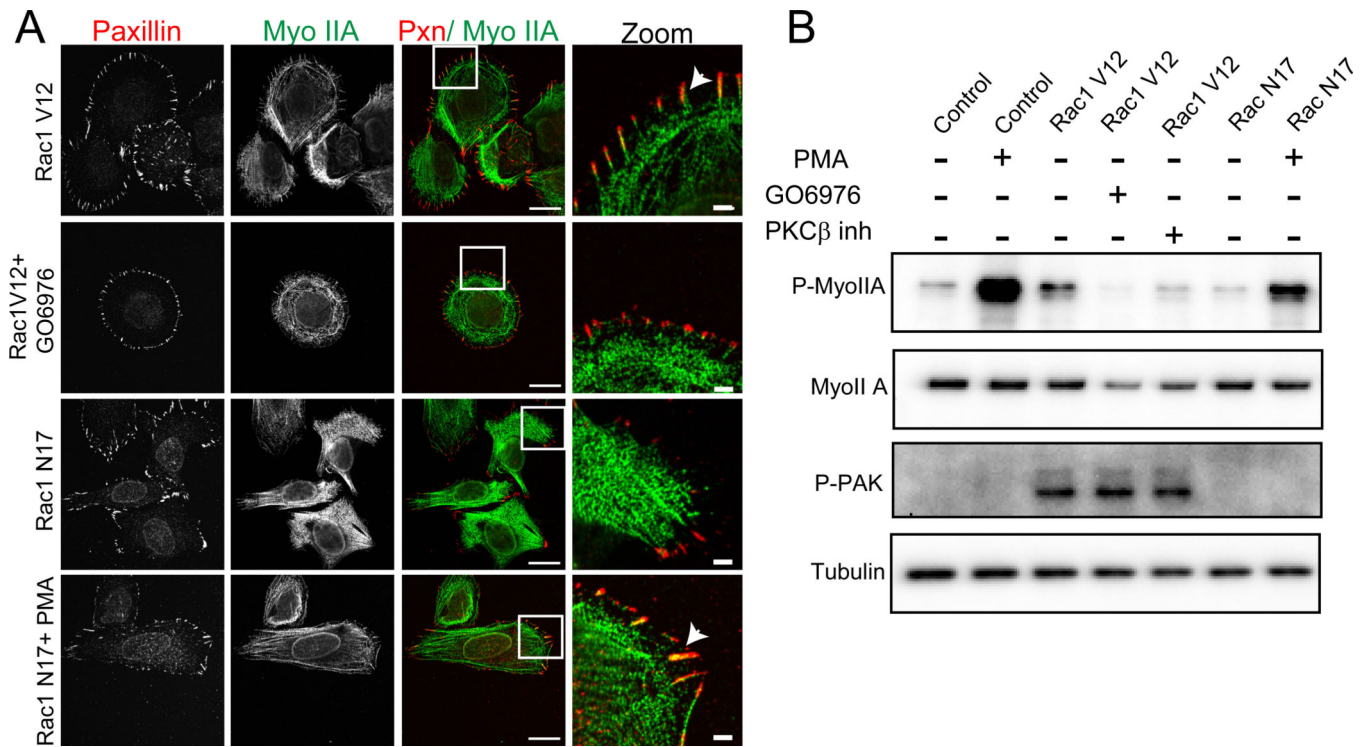 A
Paxillin
Myo IIA
Pxn/ Myo IIA
Zoom
Rac1 V12
Rac1V12+
GO6976
Rac1 N17
Rac1 N17+ PMA
B
Control
Control
Rac1 V12
Rac1 V12
Rac1 V12
Rac N17
Rac N17
PMA - + - - - - +
GO6976 - - - + - - -
PKCβ inh - - - - + - -
P-MyoIIA
MyoII A
P-PAK
Tubulin